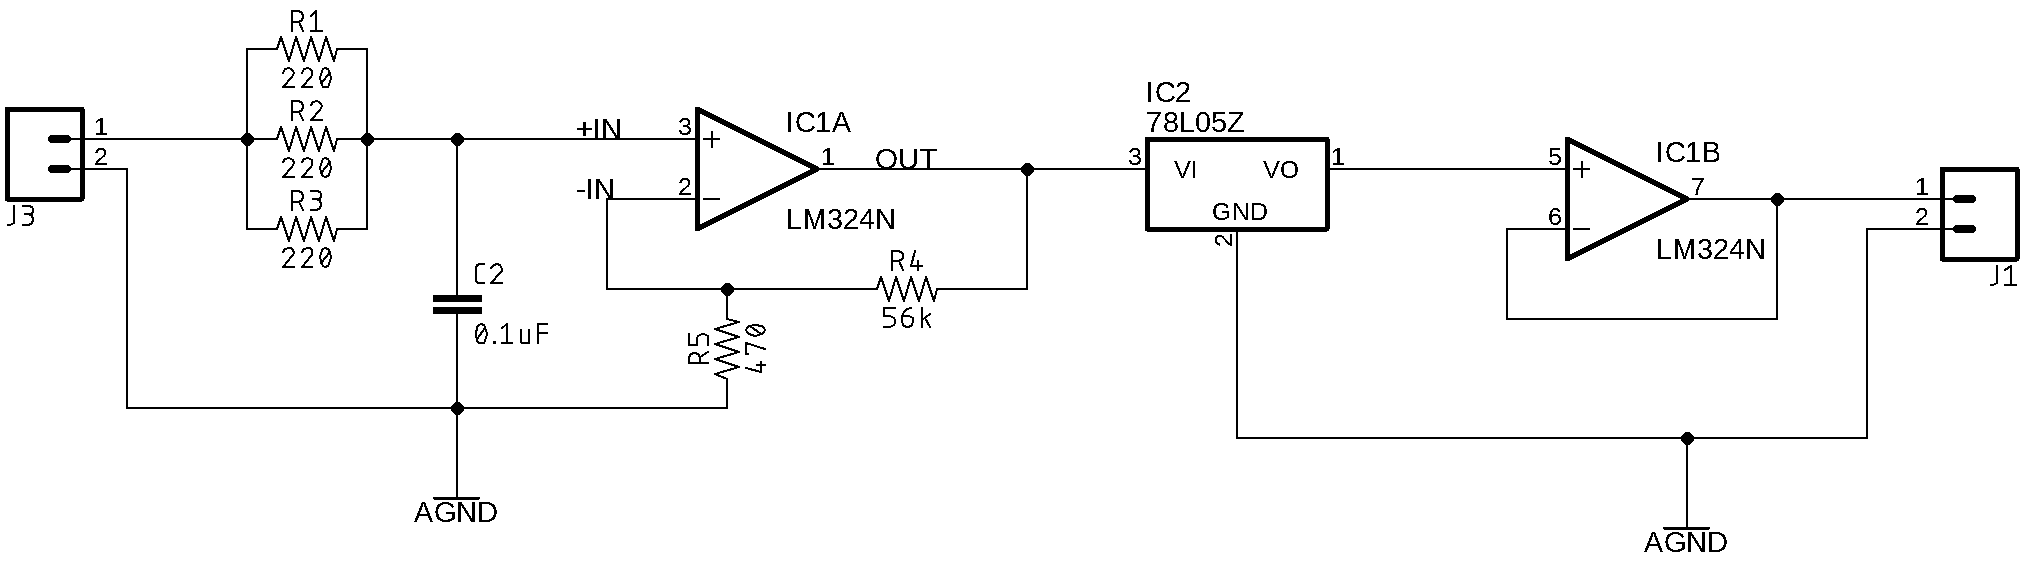 R1
220
R2
220
R3
220
1
2
J3
C2
0.1uF
AGND
+IN
-IN
3
2
+
−
1
IC1A
LM324N
OUT
R4
56k
R5
470
IC2
78L05Z
3
VI
VO
1
GND
2
5
6
+
−
7
IC1B
LM324N
1
2
J1
AGND